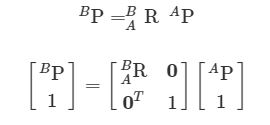 ᴮP = ᴮ_A R ᴬP
[ ᴮP 1 ] = [ ᴮ_A R 0 0ᵀ 1 ] [ ᴬP 1 ]